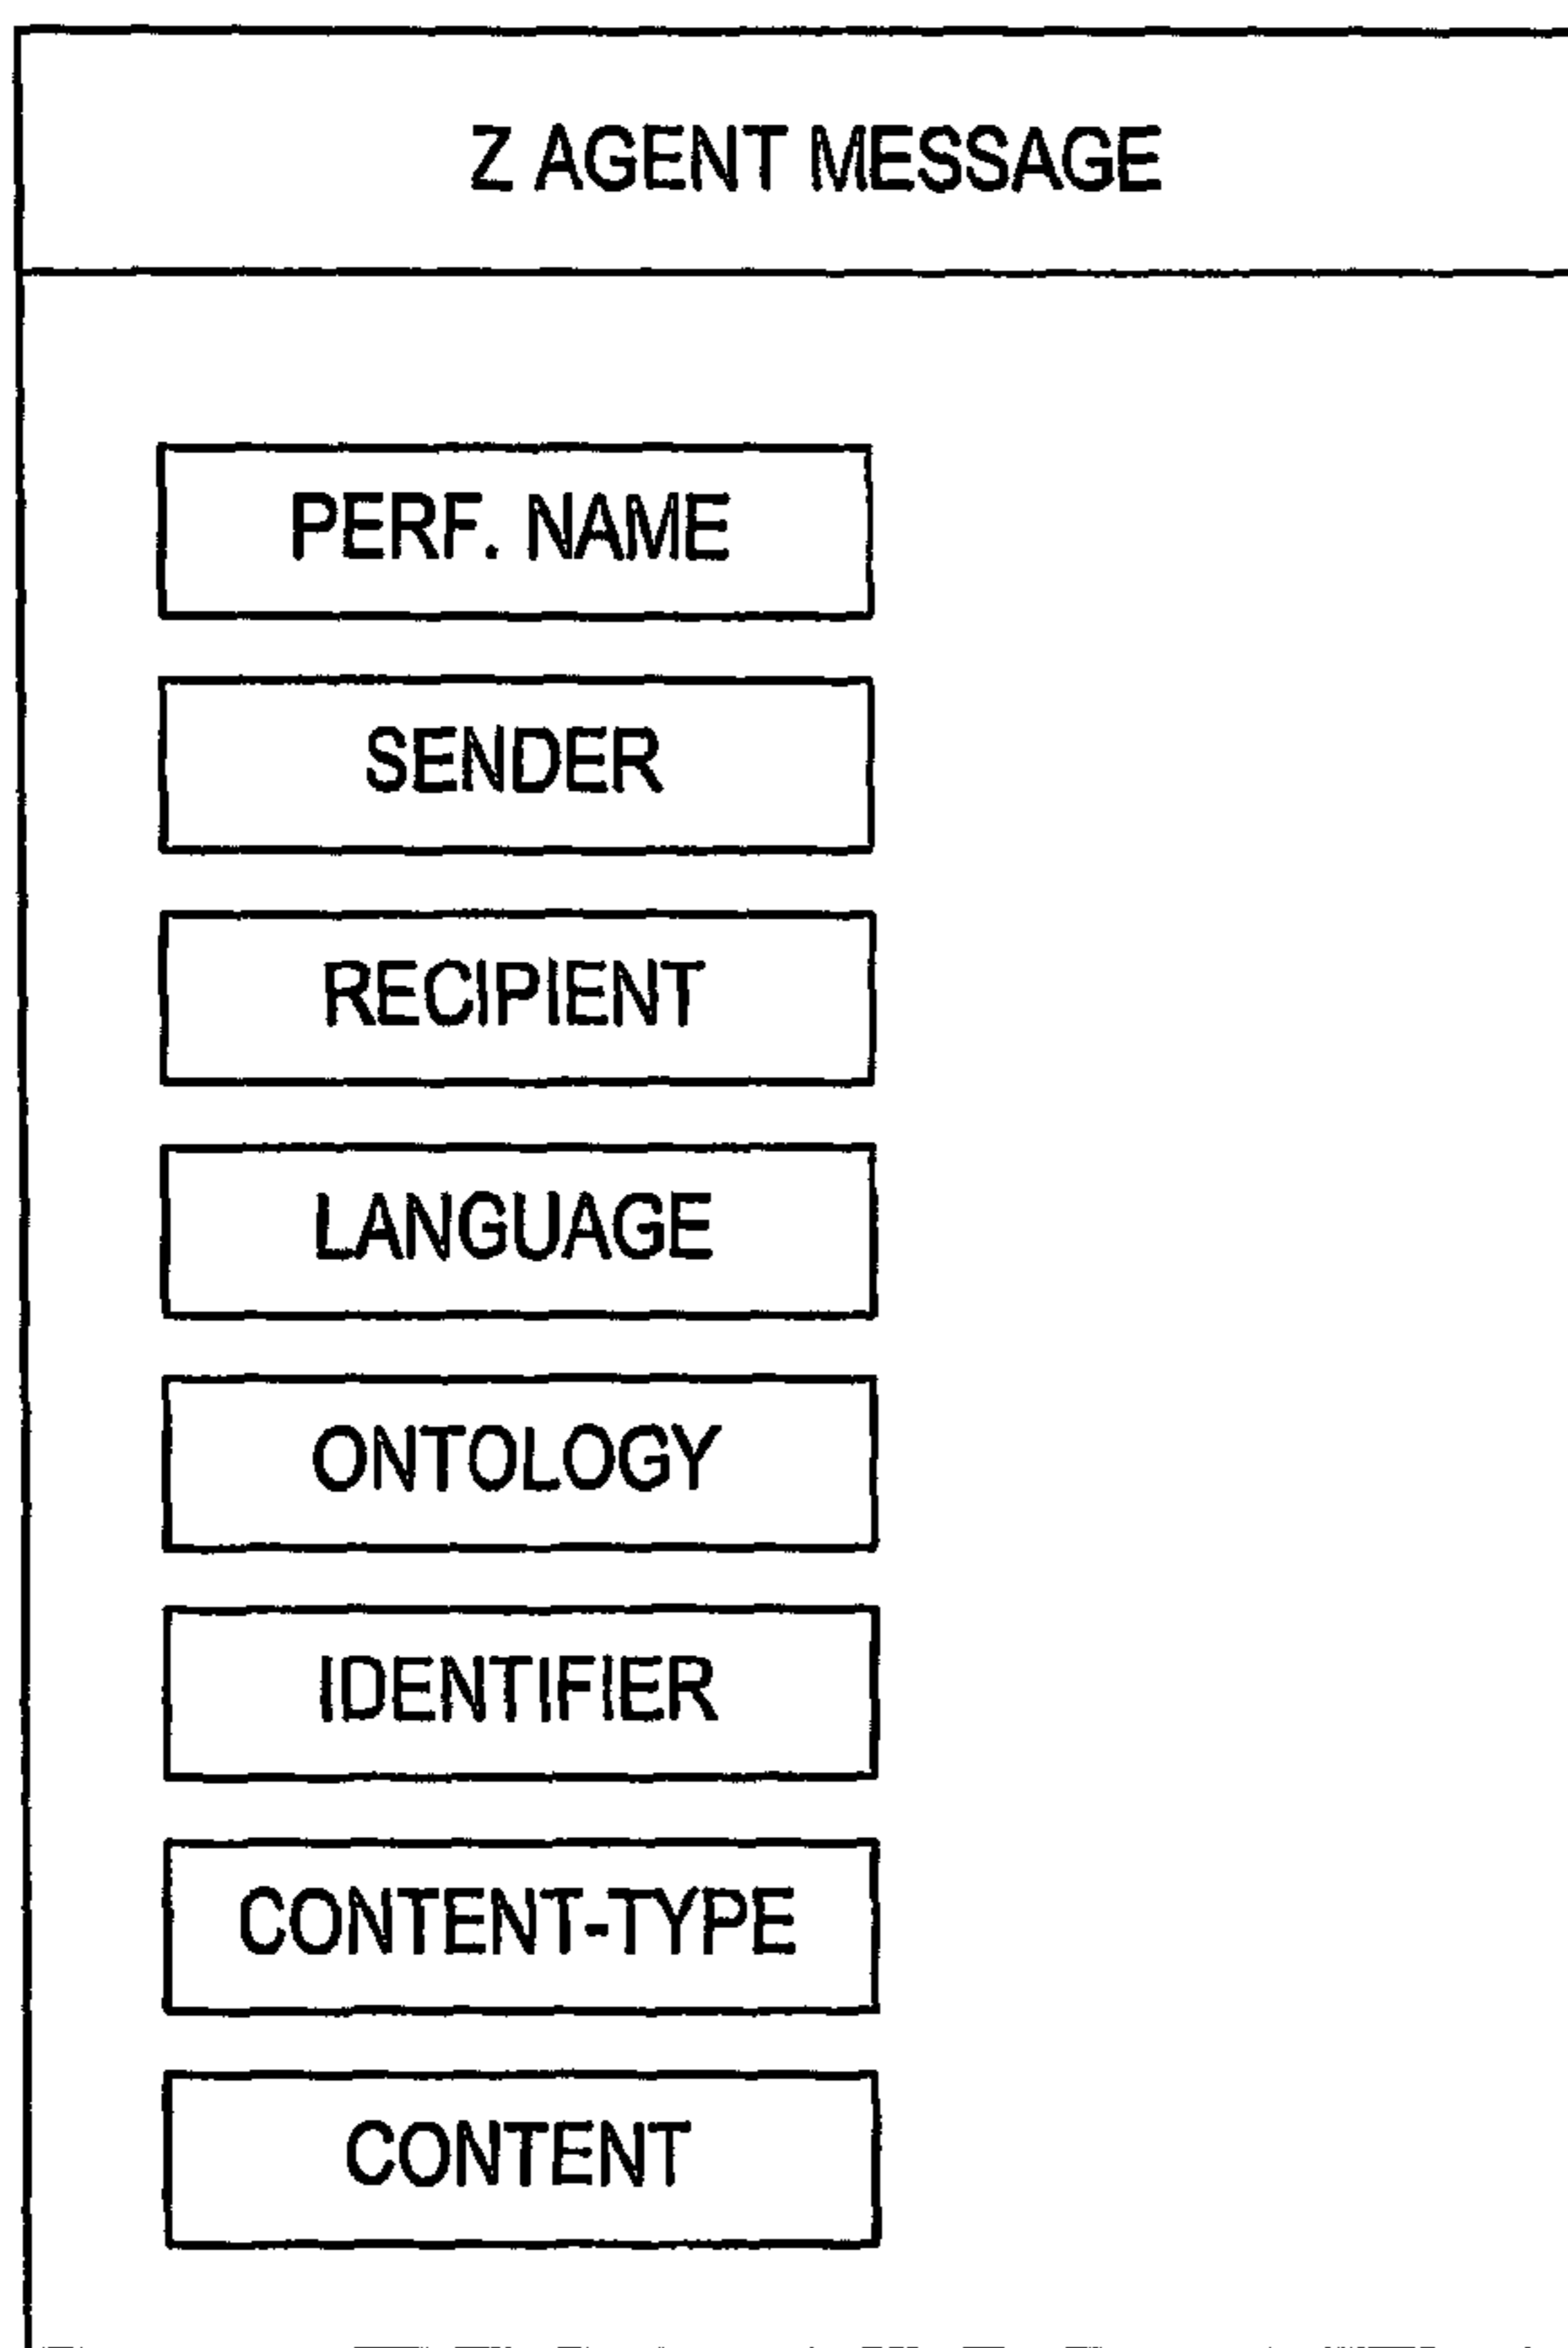 Z AGENT MESSAGE
PERF. NAME
SENDER
RECIPIENT
LANGUAGE
ONTOLOGY
IDENTIFIER
CONTENT-TYPE
CONTENT